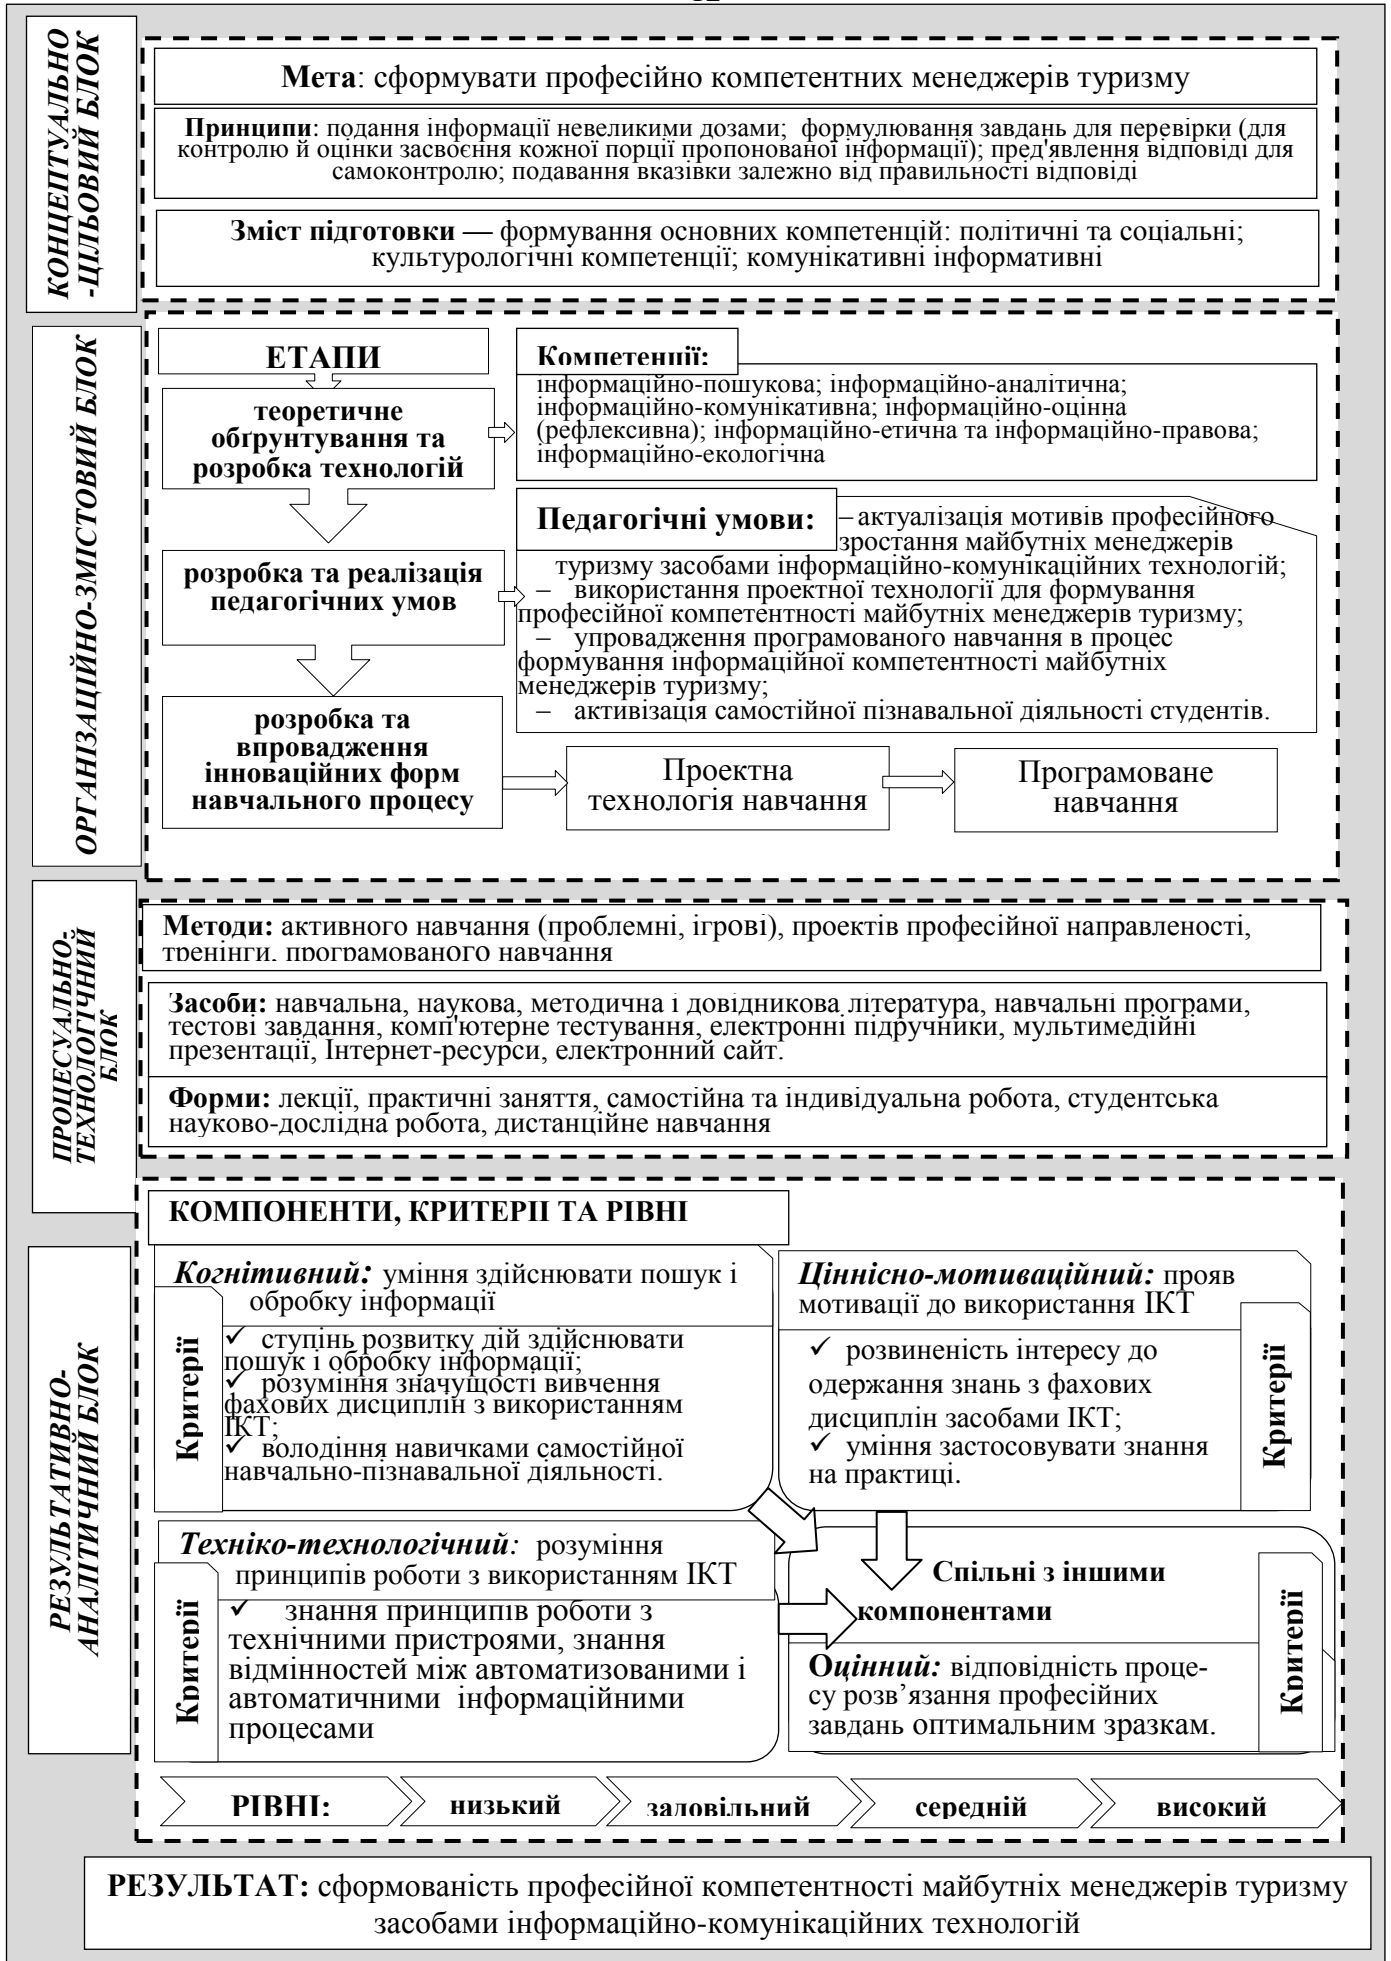 КОНЦЕПТУАЛЬНО
-ЦІЛЬОВИЙ БЛОК
Мета: сформувати професійно компетентних менеджерів туризму
Принципи: подання інформації невеликими дозами; формулювання завдань для перевірки (для
контролю й оцінки засвоєння кожної порції пропонованої інформації); пред'явлення відповіді для
самоконтролю; подавання вказівки залежно від правильності відповіді
Зміст підготовки — формування основних компетенцій: політичні та соціальні;
культурологічні компетенції; комунікативні інформативні
ОРГАНІЗАЦІЙНО-ЗМІСТОВИЙ БЛОК
ЕТАПИ
теоретичне
обґрунтування та
розробка технологій
Компетенції:
інформаційно-пошукова; інформаційно-аналітична;
інформаційно-комунікативна; інформаційно-оцінна
(рефлексивна); інформаційно-етична та інформаційно-правова;
інформаційно-екологічна
розробка та реалізація
педагогічних умов
Педагогічні умови:
– актуалізація мотивів професійного
зростання майбутніх менеджерів
туризму засобами інформаційно-комунікаційних технологій;
– використання проектної технології для формування
професійної компетентності майбутніх менеджерів туризму;
– упровадження програмованого навчання в процес
формування інформаційної компетентності майбутніх
менеджерів туризму;
– активізація самостійної пізнавальної діяльності студентів.
розробка та
впровадження
інноваційних форм
навчального процесу
Проектна
технологія навчання
Програмоване
навчання
ПРОЦЕСУАЛЬНО-
ТЕХНОЛОГІЧНИЙ
БЛОК
Методи: активного навчання (проблемні, ігрові), проектів професійної направленості,
тренінги, програмованого навчання
Засоби: навчальна, наукова, методична і довідникова література, навчальні програми,
тестові завдання, комп'ютерне тестування, електронні підручники, мультимедійні
презентації, Інтернет-ресурси, електронний сайт.
Форми: лекції, практичні заняття, самостійна та індивідуальна робота, студентська
науково-дослідна робота, дистанційне навчання
РЕЗУЛЬТАТИВНО-
АНАЛІТИЧНИЙ БЛОК
КОМПОНЕНТИ, КРИТЕРІЇ ТА РІВНІ
Когнітивний: уміння здійснювати пошук і
обробку інформації
Критерії
✓ ступінь розвитку дій здійснювати
пошук і обробку інформації;
✓ розуміння значущості вивчення
фахових дисциплін з використанням
ІКТ;
✓ володіння навичками самостійної
навчально-пізнавальної діяльності.
Ціннісно-мотиваційний: прояв
мотивації до використання ІКТ
✓ розвиненість інтересу до
одержання знань з фахових
дисциплін засобами ІКТ;
✓ уміння застосовувати знання
на практиці.
Критерії
Техніко-технологічний: розуміння
принципів роботи з використанням ІКТ
Критерії
✓ знання принципів роботи з
технічними пристроями, знання
відмінностей між автоматизованими і
автоматичними інформаційними
процесами
Спільні з іншими
компонентами
Оцінний: відповідність проце-
су розв’язання професійних
завдань оптимальним зразкам.
Критерії
РІВНІ:
низький
задовільний
середній
високий
РЕЗУЛЬТАТ: сформованість професійної компетентності майбутніх менеджерів туризму
засобами інформаційно-комунікаційних технологій